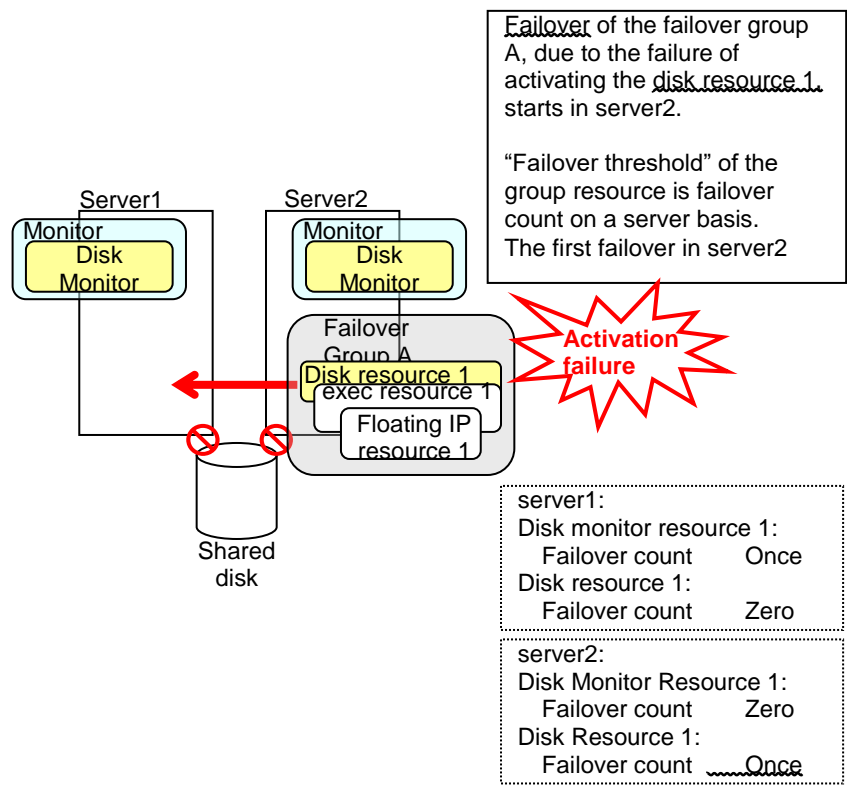 Failover of the failover group
A, due to the failure of
activating the disk resource 1,
starts in server2.
“Failover threshold” of the
group resource is failover
count on a server basis.
The first failover in server2
Server1
Server2
Monitor
Disk
Monitor
Monitor
Disk
Monitor
Failover
Group A
Disk resource 1
exec resource 1
Floating IP
resource 1
Activation
failure
Shared
disk
server1:
Disk monitor resource 1:
Failover count Once
Disk resource 1:
Failover count Zero
server2:
Disk Monitor Resource 1:
Failover count Zero
Disk Resource 1:
Failover count Once